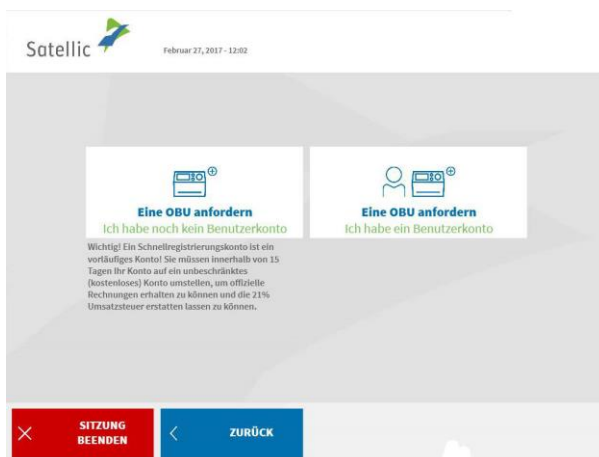 Satellic
Februar 27, 2017 - 12:02
Eine OBU anfordern
Ich habe noch kein Benutzerkonto
Wichtig! Ein Schnellregistrierungskonto ist ein
vorläufiges Konto! Sie müssen innerhalb von 15
Tagen Ihr Konto auf ein unbeschränktes
(kostenloses) Konto umstellen, um offizielle
Rechnungen erhalten zu können und die 21%
Umsatzsteuer erstatten lassen zu können.
Eine OBU anfordern
Ich habe ein Benutzerkonto
SITZUNG
BEENDEN
ZURÜCK